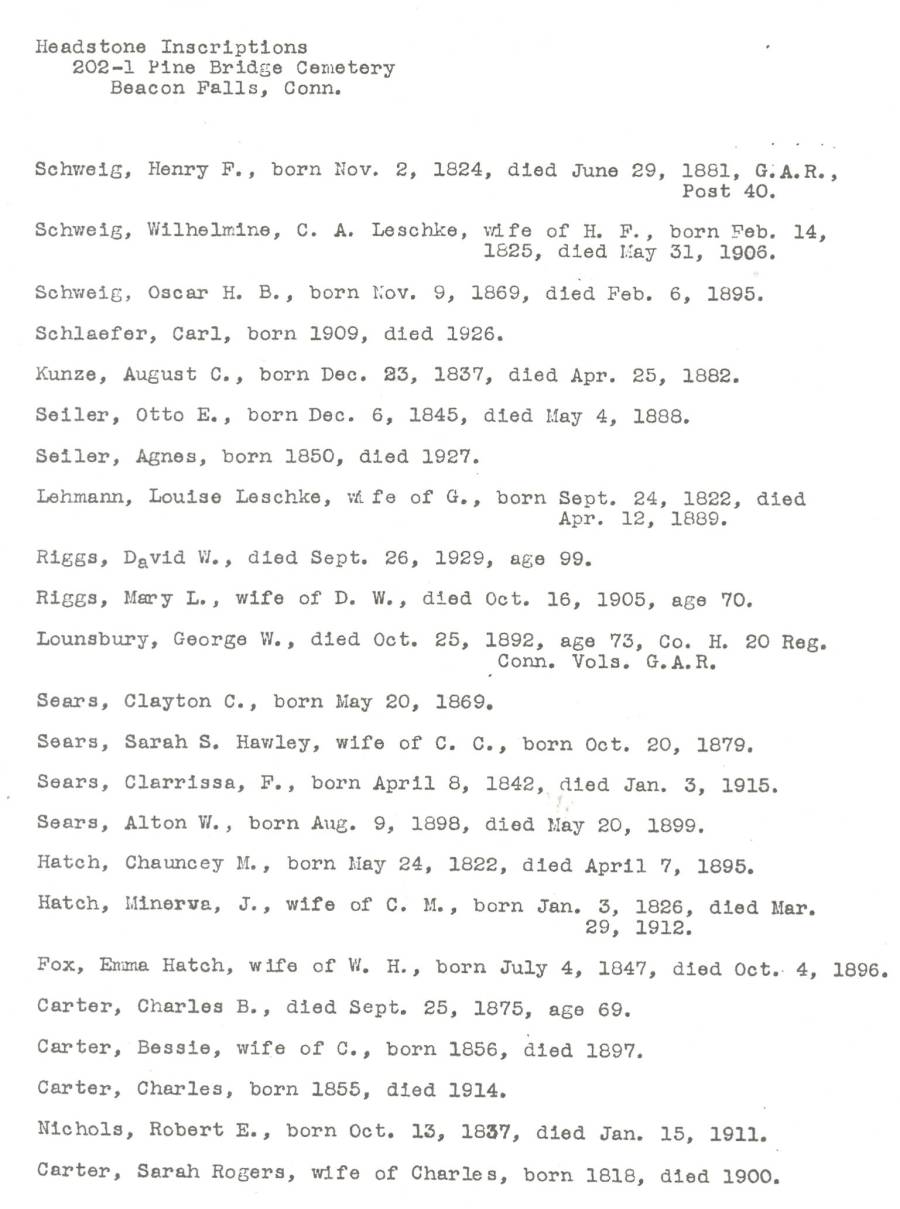 Headstone Inscriptions
202-1 Pine Bridge Cemetery
Beacon Falls, Conn.
Schweig, Henry F., born Nov. 2, 1824, died June 29, 1881, G.A.R.,
Post 40.
Schweig, Wilhelmine, C. A. Leschke, wife of H. F., born Feb. 14,
1825, died May 31, 1906.
Schweig, Oscar H. B., born Nov. 9, 1869, died Feb. 6, 1895.
Schlaefer, Carl, born 1909, died 1926.
Kunze, August C., born Dec. 23, 1837, died Apr. 25, 1882.
Seiler, Otto E., born Dec. 6, 1845, died May 4, 1888.
Seiler, Agnes, born 1850, died 1927.
Lehmann, Louise Leschke, wife of G., born Sept. 24, 1822, died
Apr. 12, 1889.
Riggs, David W., died Sept. 26, 1929, age 99.
Riggs, Mary L., wife of D. W., died Oct. 16, 1905, age 70.
Lounsbury, George W., died Oct. 25, 1892, age 73, Co. H. 20 Reg.
Conn. Vols. G.A.R.
Sears, Clayton C., born May 20, 1869.
Sears, Sarah S. Hawley, wife of C. C., born Oct. 20, 1879.
Sears, Clarrissa, F., born April 8, 1842, died Jan. 3, 1915.
Sears, Alton W., born Aug. 9, 1898, died May 20, 1899.
Hatch, Chauncey M., born May 24, 1822, died April 7, 1895.
Hatch, Minerva, J., wife of C. M., born Jan. 3, 1826, died Mar.
29, 1912.
Fox, Emma Hatch, wife of W. H., born July 4, 1847, died Oct. 4, 1896.
Carter, Charles B., died Sept. 25, 1875, age 69.
Carter, Bessie, wife of C., born 1856, died 1897.
Carter, Charles, born 1855, died 1914.
Nichols, Robert E., born Oct. 13, 1837, died Jan. 15, 1911.
Carter, Sarah Rogers, wife of Charles, born 1818, died 1900.